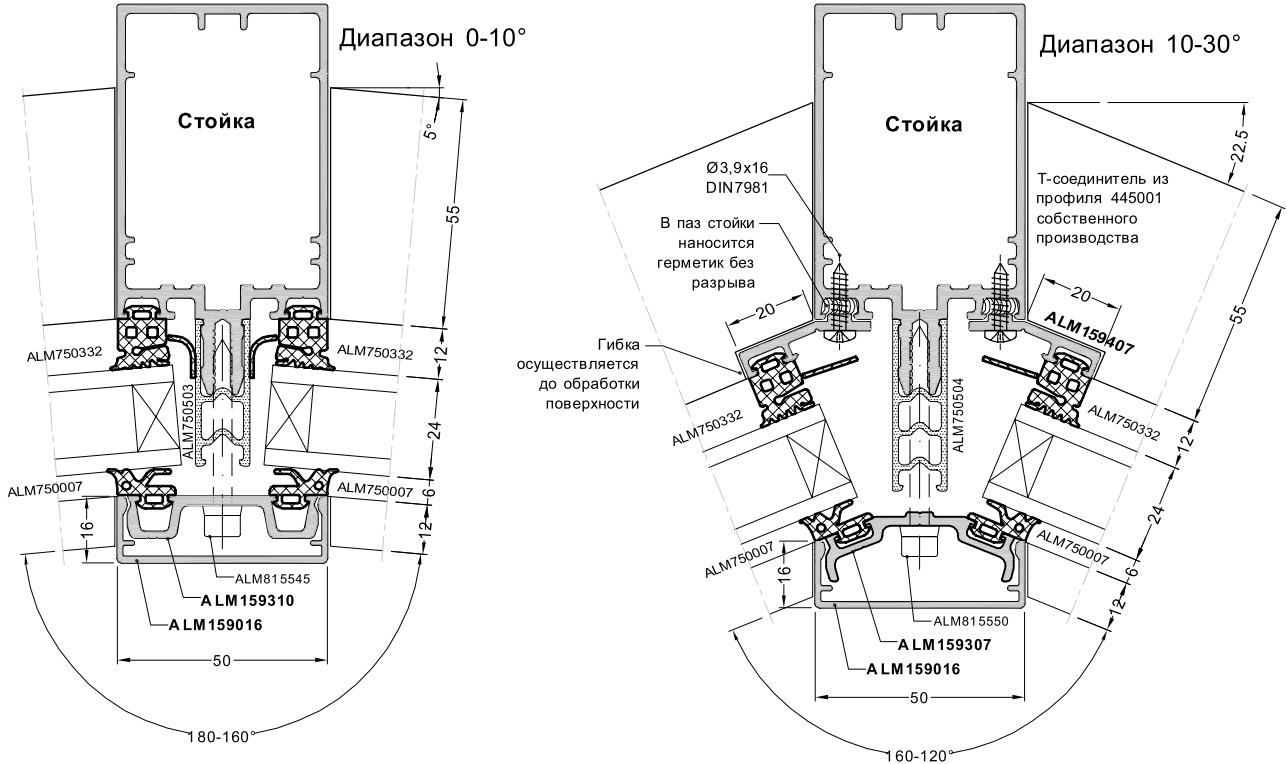 Диапазон 0-10°
Стойка
5°
55
ALM750332
ALM750332
12
ALM750503
24
ALM750007
ALM750007
6
16
12
ALM815545
ALM159310
ALM159016
50
180-160°
Диапазон 10-30°
Стойка
22.5
Ø3,9x16
DIN7981
Т-соединитель из
профиля 445001
собственного
производства
В паз стойки
наносится
герметик без
разрыва
20
20
ALM159407
55
Гибка
осуществляется
до обработки
поверхности
ALM750332
ALM750332
12
ALM750504
24
ALM750007
ALM750007
6
16
12
ALM815550
ALM159307
ALM159016
50
160-120°